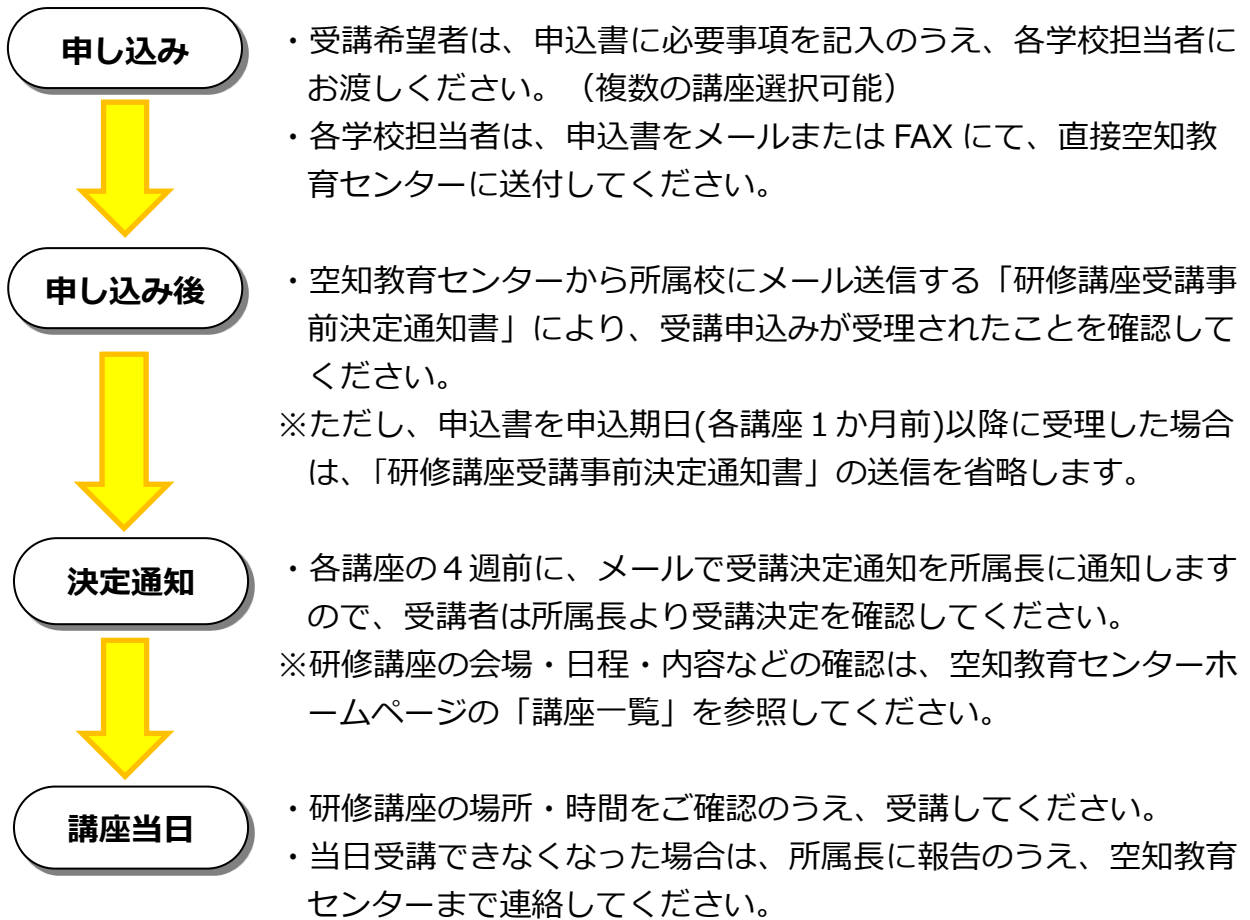 申し込み
・受講希望者は、申込書に必要事項を記入のうえ、各学校担当者に
お渡しください。（複数の講座選択可能）
・各学校担当者は、申込書をメールまたは FAX にて、直接空知教
育センターに送付してください。
申し込み後
・空知教育センターから所属校にメール送信する「研修講座受講事
前決定通知書」により、受講申込みが受理されたことを確認して
ください。
※ただし、申込書を申込期日(各講座１か月前)以降に受理した場合
は、「研修講座受講事前決定通知書」の送信を省略します。
決定通知
・各講座の４週前に、メールで受講決定通知を所属長に通知します
ので、受講者は所属長より受講決定を確認してください。
※研修講座の会場・日程・内容などの確認は、空知教育センターホ
ームページの「講座一覧」を参照してください。
講座当日
・研修講座の場所・時間をご確認のうえ、受講してください。
・当日受講できなくなった場合は、所属長に報告のうえ、空知教育
センターまで連絡してください。